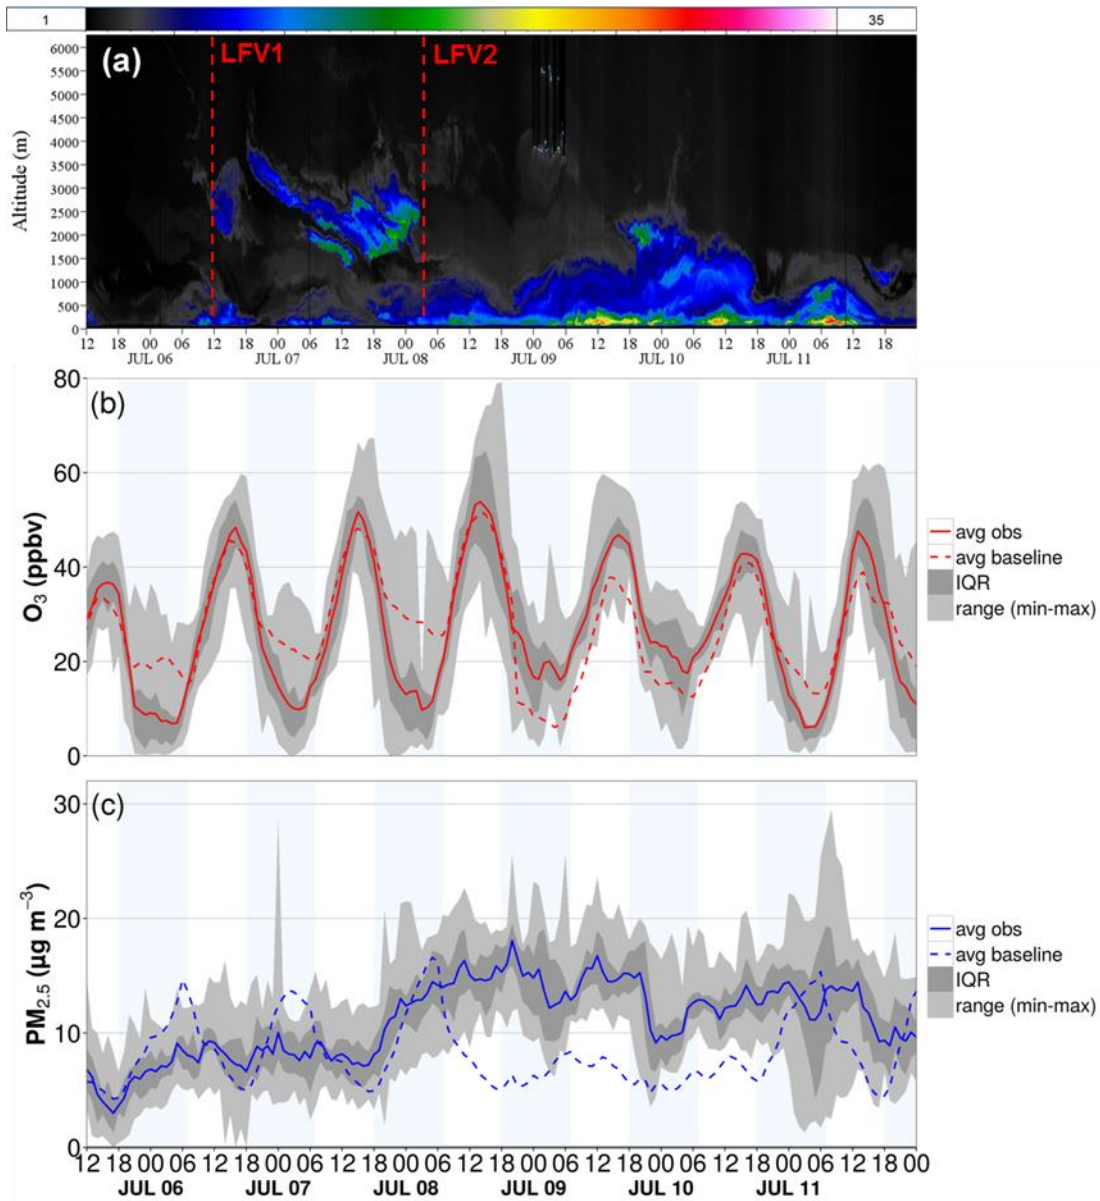 1 35
(a) LFV1 LFV2
Altitude (m)
6000
5500
5000
4500
4000
3500
3000
2500
2000
1500
1000
500
0
12 18 00 06 12 18 00 06 12 18 00 06 12 18 00 06 12 18 00 06 12 18 00 06 12 18
JUL 06 JUL 07 JUL 08 JUL 09 JUL 10 JUL 11
(b)
O₃ (ppbv)
80
60
40
20
0
avg obs
avg baseline
IQR
range (min-max)
(c)
PM₂.₅ (µg m⁻³)
30
20
10
0
avg obs
avg baseline
IQR
range (min-max)
12 18 00 06 12 18 00 06 12 18 00 06 12 18 00 06 12 18 00 06 12 18 00 06 12 18 00
JUL 06 JUL 07 JUL 08 JUL 09 JUL 10 JUL 11